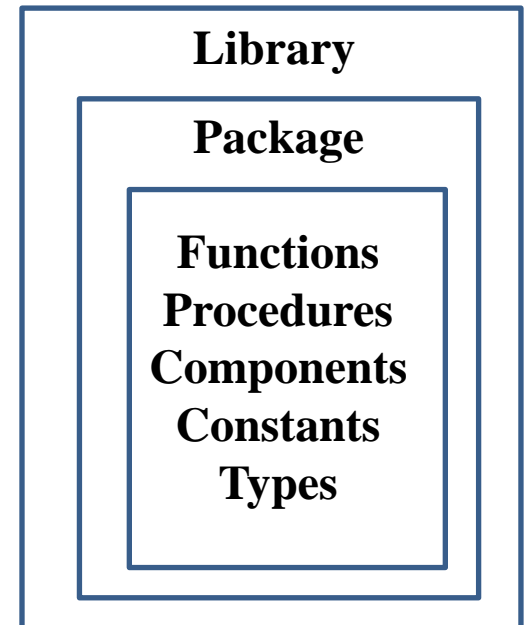 Library
Package
Functions
Procedures
Components
Constants
Types